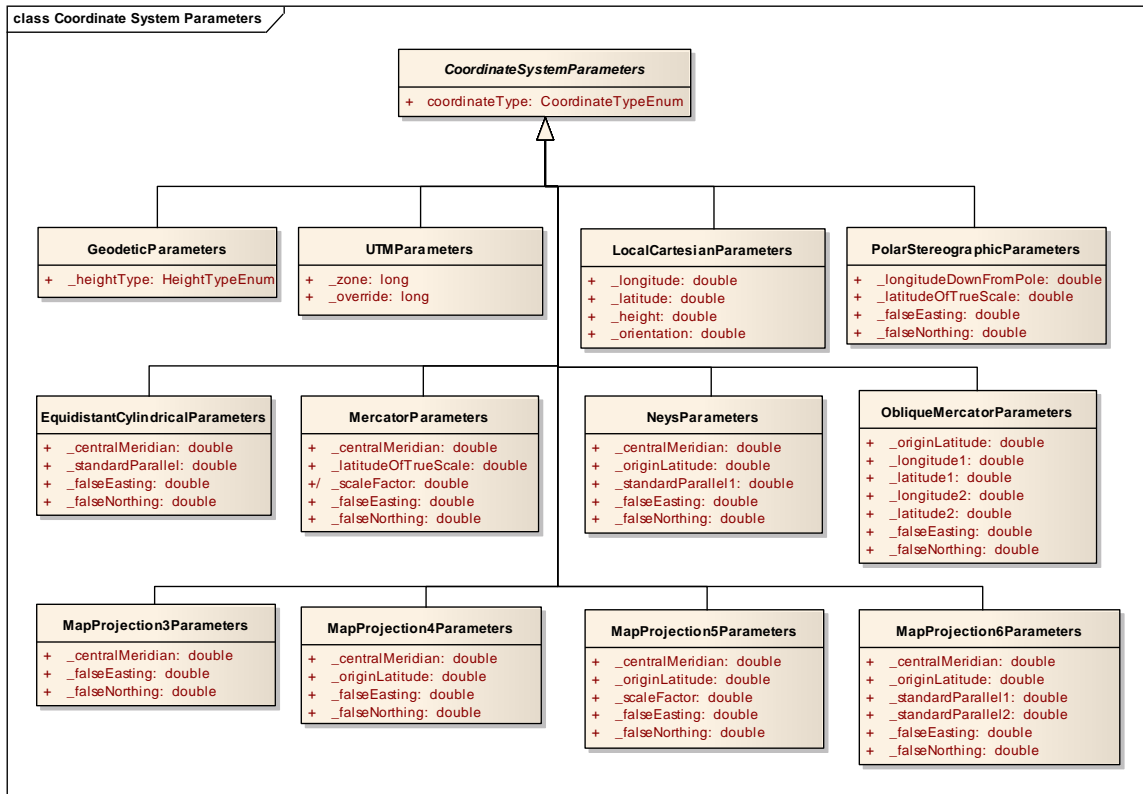 class Coordinate System Parameters
CoordinateSystemParameters
+ coordinateType: CoordinateTypeEnum
GeodeticParameters
+ _heightType: HeightTypeEnum
UTMParameters
+ _zone: long
+ _override: long
LocalCartesianParameters
+ _longitude: double
+ _latitude: double
+ _height: double
+ _orientation: double
PolarStereographicParameters
+ _longitudeDownFromPole: double
+ _latitudeOfTrueScale: double
+ _falseEasting: double
+ _falseNorthing: double
EquidistantCylindricalParameters
+ _centralMeridian: double
+ _standardParallel: double
+ _falseEasting: double
+ _falseNorthing: double
MercatorParameters
+ _centralMeridian: double
+ _latitudeOfTrueScale: double
+/ _scaleFactor: double
+ _falseEasting: double
+ _falseNorthing: double
NeysParameters
+ _centralMeridian: double
+ _originLatitude: double
+ _standardParallel1: double
+ _falseEasting: double
+ _falseNorthing: double
ObliqueMercatorParameters
+ _originLatitude: double
+ _longitude1: double
+ _latitude1: double
+ _longitude2: double
+ _latitude2: double
+ _falseEasting: double
+ _falseNorthing: double
MapProjection3Parameters
+ _centralMeridian: double
+ _falseEasting: double
+ _falseNorthing: double
MapProjection4Parameters
+ _centralMeridian: double
+ _originLatitude: double
+ _falseEasting: double
+ _falseNorthing: double
MapProjection5Parameters
+ _centralMeridian: double
+ _originLatitude: double
+ _scaleFactor: double
+ _falseEasting: double
+ _falseNorthing: double
MapProjection6Parameters
+ _centralMeridian: double
+ _originLatitude: double
+ _standardParallel1: double
+ _standardParallel2: double
+ _falseEasting: double
+ _falseNorthing: double